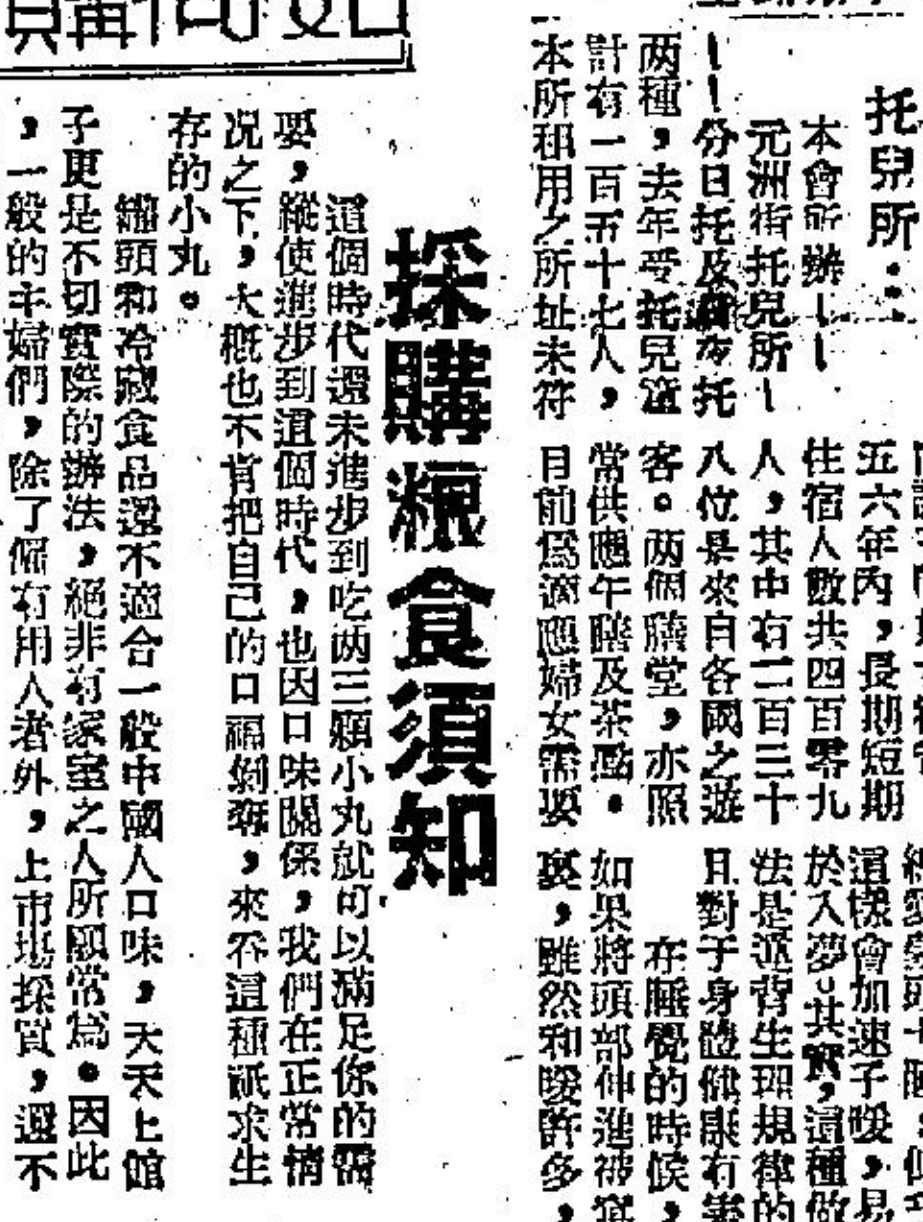 托兒所：
本會所辦——
元洲街托兒所—
—分日托及日夜托
两種，去年受托兒童
計有一百五十七人，
本所租用之所址未符
五六年內，長期短期
住宿人數共四百零九
人，其中有二百三十
八位是來自各國之遊
客。两個膳堂，亦照
常供應午膳及茶點。
目前為適應婦女需要
這樣會加速子暖，易
於入夢。其實，這種做
法是違背生理規律的
且對于身體健康有害
在睡覺的時候，
如果將頭部伸進被窩
裏，雖然和暖許多，
採購糧食須知
這個時代還未進步到吃两三顆小丸就可以滿足你的需
要，縱使進步到這個時代，也因口味關係，我們在正常情
况之下，大概也不肯把自己的口福剝奪，來吞這種祇求生
存的小丸。
罐頭和冷藏食品還不適合一般中國人口味，天天上館
子更是不切實際的辦法，絕非有家室之人所願常為。因此
，一般的主婦們，除了僱有用人者外，上市場採買，還不